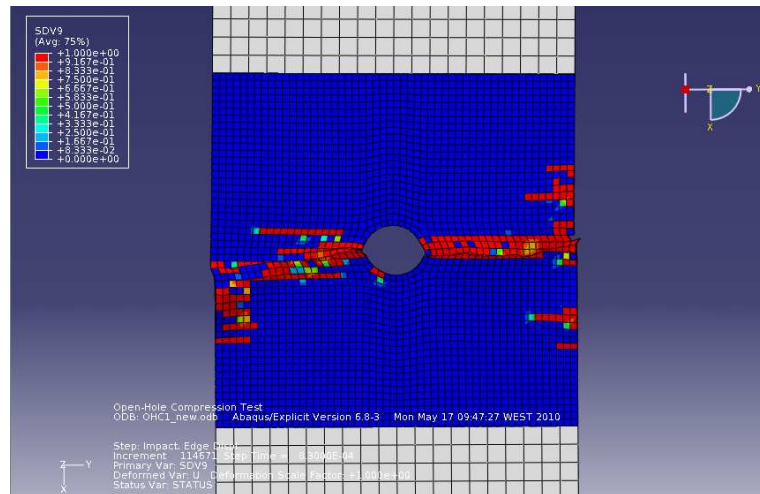 SDV9
(Avg: 75%)
+1.000e+00
+9.167e-01
+8.333e-01
+7.500e-01
+6.667e-01
+5.833e-01
+5.000e-01
+4.167e-01
+3.333e-01
+2.500e-01
+1.667e-01
+8.333e-02
+0.000e+00
Z
Y
X
Open-Hole Compression Test
ODB: OHC1_new.odb Abaqus/Explicit Version 6.8-3 Mon May 17 09:47:27 WEST 2010
Step: Impact, Edge
Increment 114671 Step Time = 8.3000E-04
Primary Var: SDV9
Deformed Var: U Deformation Scale Factor: +1.000e+00
Status Var: STATUS
Z Y
X